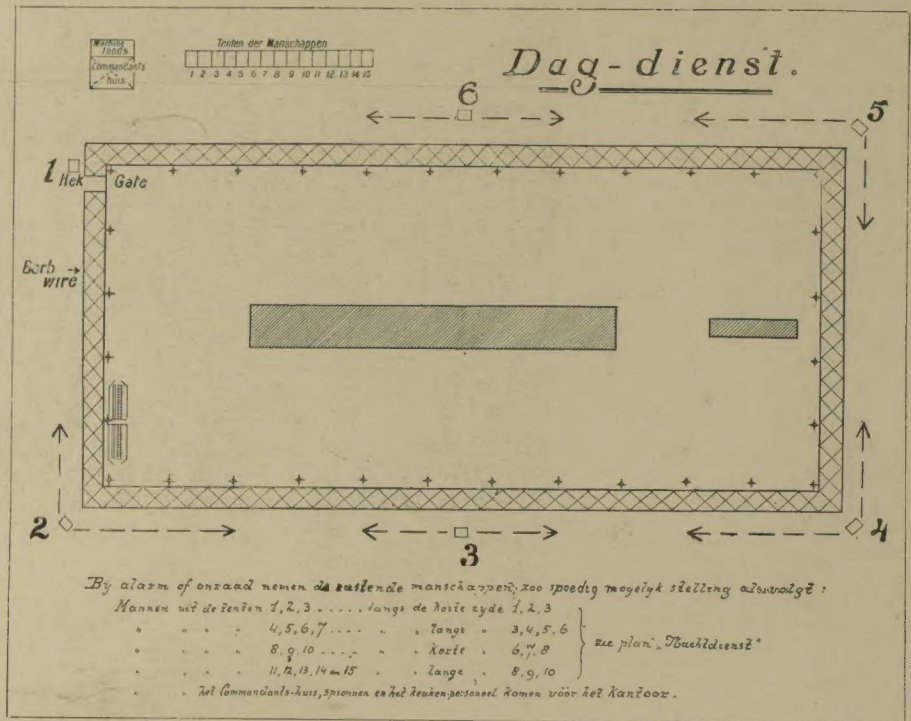 Machine
fonds
Commandants
huis
Tenten der Manschappen
1 2 3 4 5 6 7 8 9 10 11 12 13 14 15
Dag-dienst.
6
5
1 Hek
Gate
Barb
wire
2
3
4
By alarm of onraad nemen de rustende manschappen, zoo spoedig mogelyk stelling als volgt:
Mannen uit de tenten 1, 2, 3 ..... langs de korte zyde 1, 2, 3
" " " " 4, 5, 6, 7 .... " " lange " 3, 4, 5, 6
" " " " 8, 9, 10 .... " " korte " 6, 7, 8
" " " " 11, 12, 13, 14 en 15 " " lange " 8, 9, 10
zie plan „Nachtdienst"
" " het Commandants-huis, spionnen en het keuken-personeel komen vóór het kantoor.